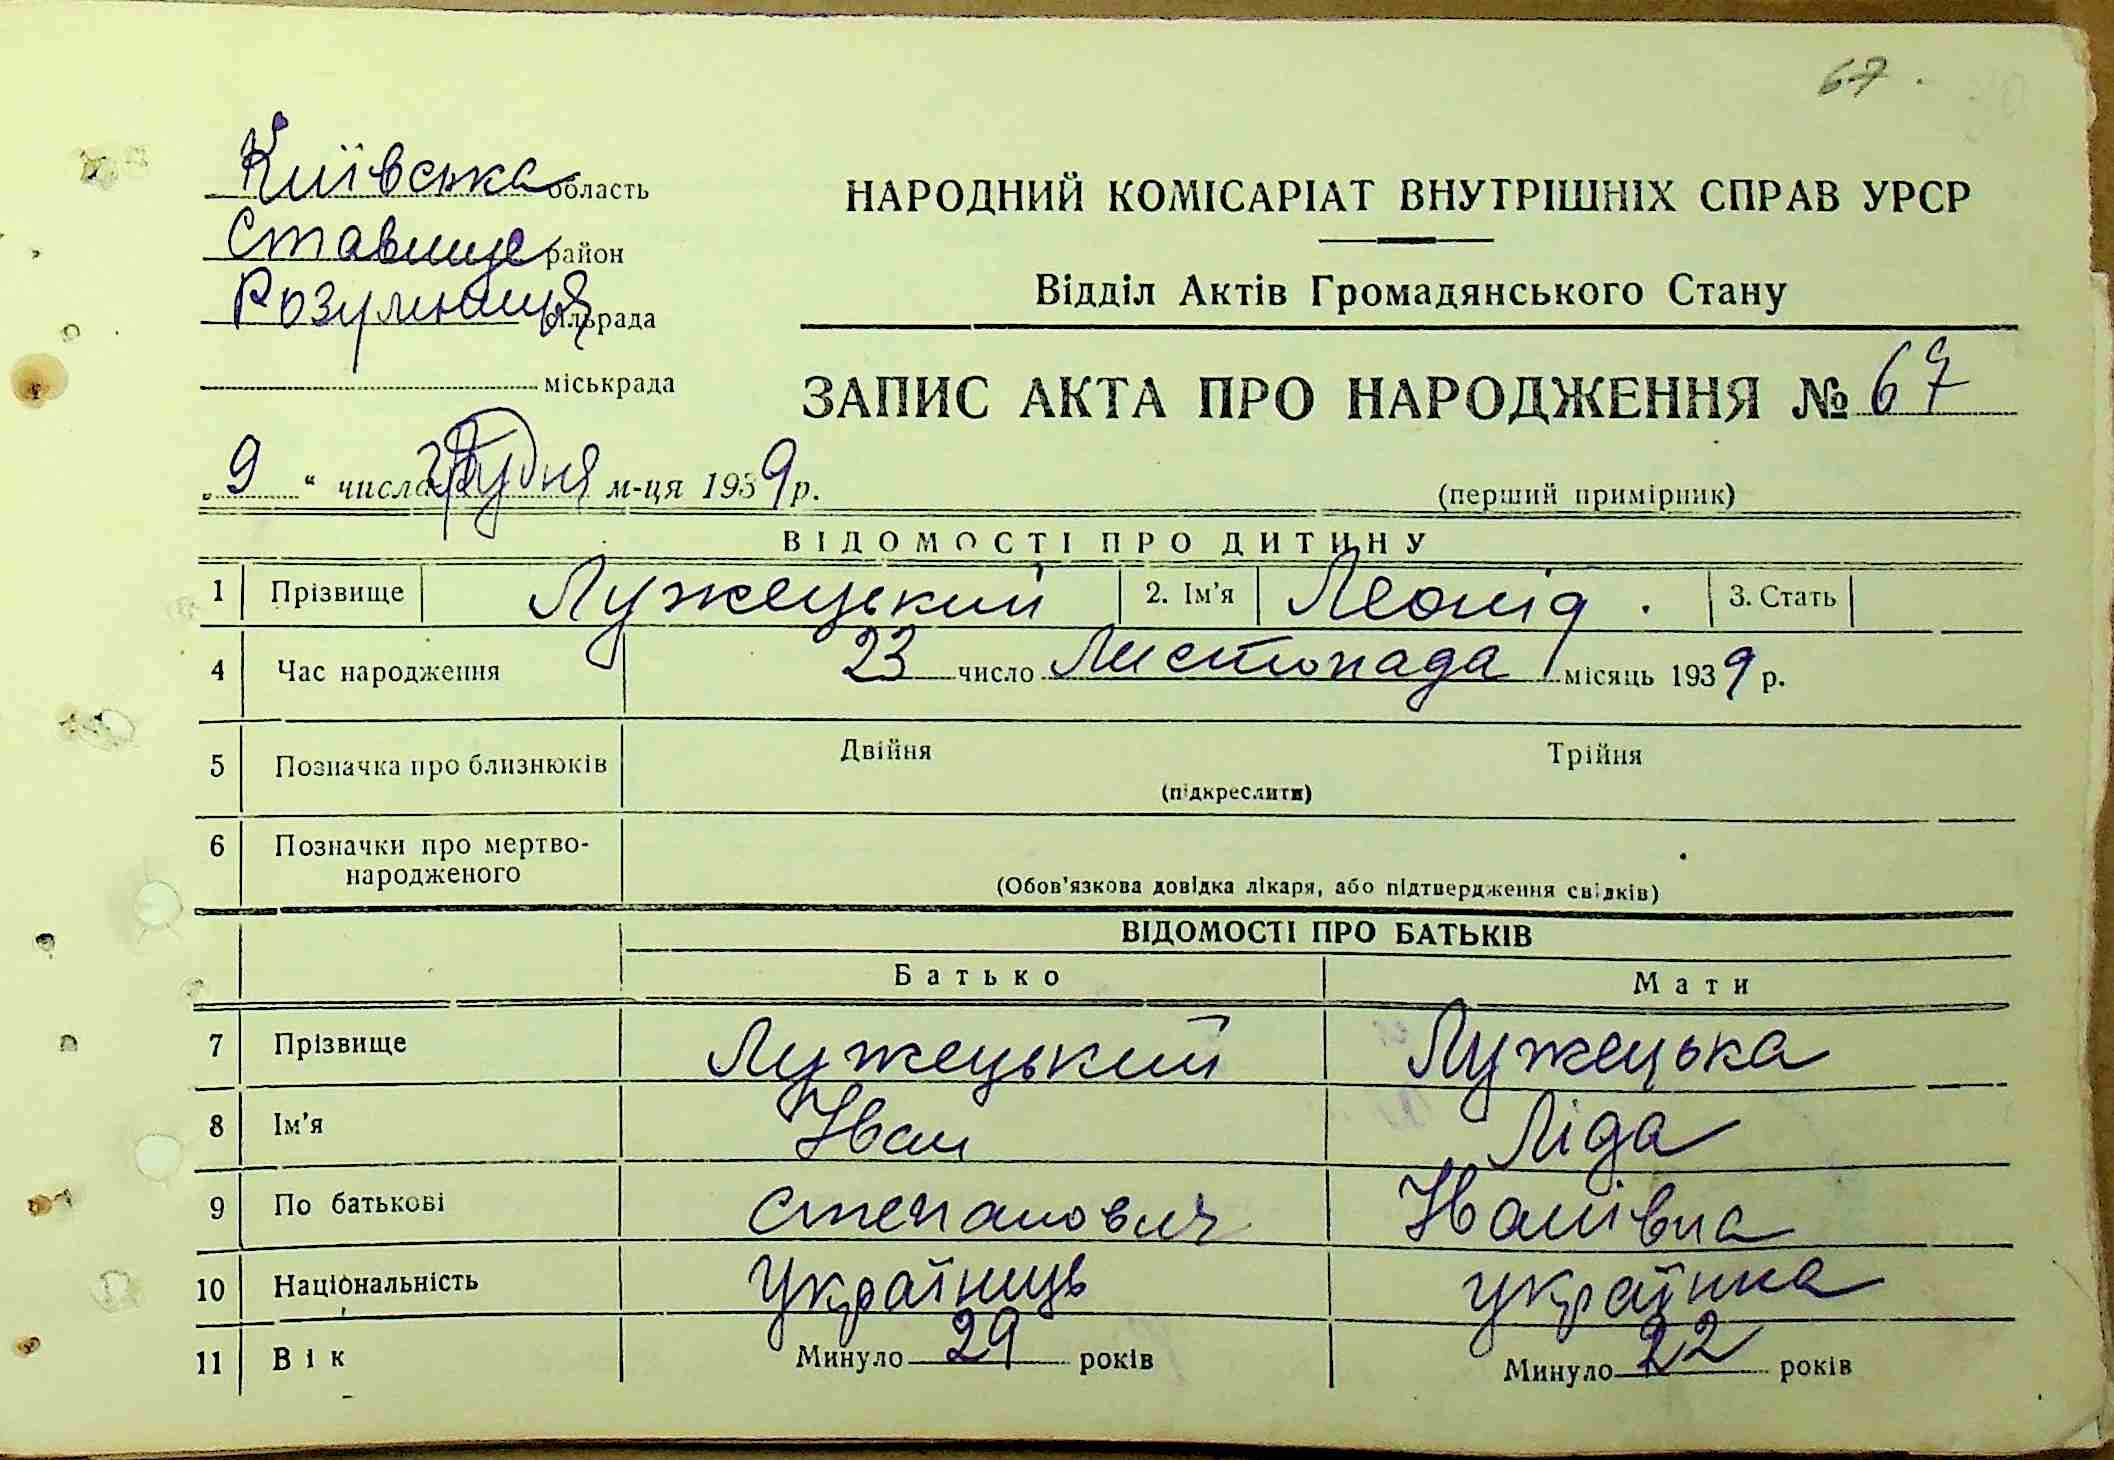 67.
Київська область
Ставище район
Розумниця сільрада
міськрада
НАРОДНИЙ КОМІСАРІАТ ВНУТРІШНІХ СПРАВ УРСР
Відділ Актів Громадянського Стану
ЗАПИС АКТА ПРО НАРОДЖЕННЯ № 67
„9“ числа Грудня м-ця 1939 р.
(перший примірник)
ВІДОМОСТІ ПРО ДИТИНУ
1 Прізвище Лужецький 2. Ім'я Леонід. 3. Стать
4 Час народження 23 число Листопада місяць 1939 р.
5 Позначка про близнюків Двійня Трійня
(підкреслити)
6 Позначки про мертво-
народженого
(Обов'язкова довідка лікаря, або підтвердження свідків)
ВІДОМОСТІ ПРО БАТЬКІВ
Батько Мати
7 Прізвище Лужецький Лужецька
8 Ім'я Іван Ліда
9 По батькові Степанович Іванівна
10 Національність Українець українка
11 Вік Минуло 29 років Минуло 22 років